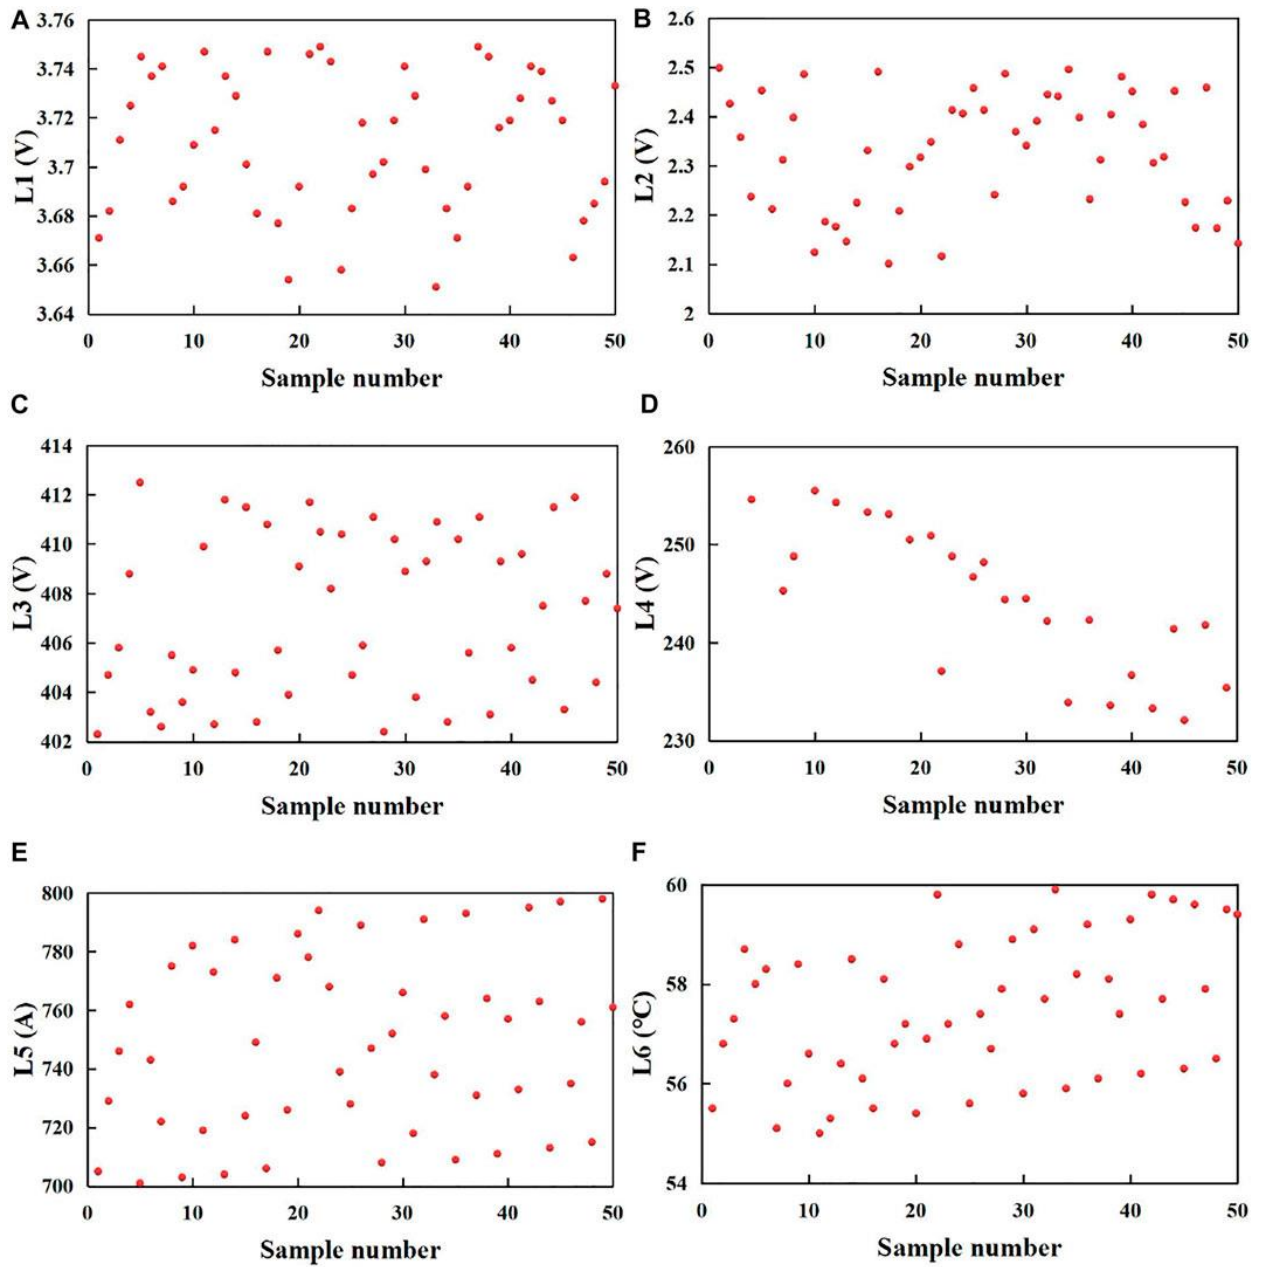 A
3.76
3.74
3.72
3.7
3.68
3.66
3.64
L1 (V)
0 10 20 30 40 50
Sample number
B
2.6
2.5
2.4
2.3
2.2
2.1
2
L2 (V)
0 10 20 30 40 50
Sample number
C
414
412
410
408
406
404
402
L3 (V)
0 10 20 30 40 50
Sample number
D
260
250
240
230
L4 (V)
0 10 20 30 40 50
Sample number
E
800
780
760
740
720
700
L5 (A)
0 10 20 30 40 50
Sample number
F
60
58
56
54
L6 (℃)
0 10 20 30 40 50
Sample number